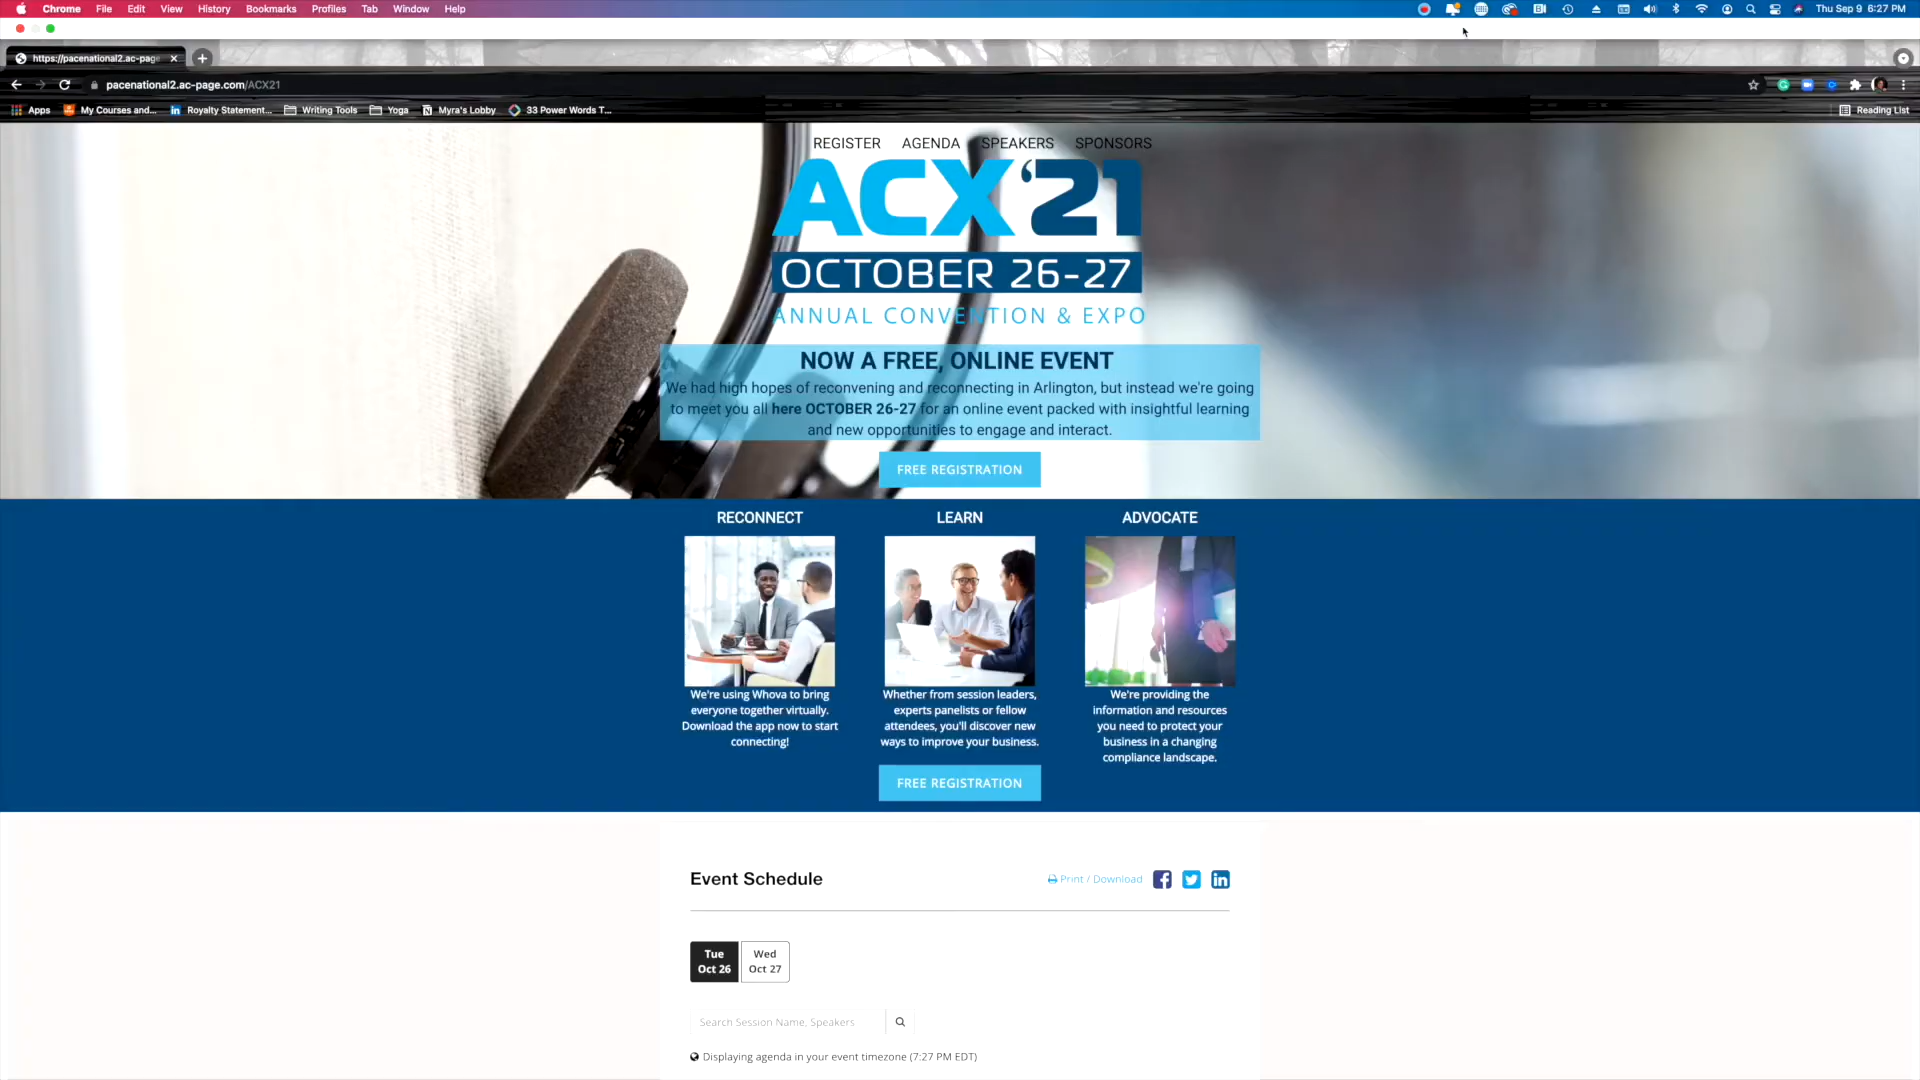 Chrome File Edit View History Bookmarks Profiles Tab Window Help Thu Sep 9 6:27 PM
https://pacenational2.ac-page
pacenational2.ac-page.com/ACX21
Apps My Courses and... Royalty Statement... Writing Tools Yoga Myra's Lobby 33 Power Words T... Reading List
REGISTER AGENDA SPEAKERS SPONSORS
ACX'21
OCTOBER 26-27
ANNUAL CONVENTION & EXPO
NOW A FREE, ONLINE EVENT
We had high hopes of reconvening and reconnecting in Arlington, but instead we're going
to meet you all here OCTOBER 26-27 for an online event packed with insightful learning
and new opportunities to engage and interact.
FREE REGISTRATION
RECONNECT
We're using Whova to bring
everyone together virtually.
Download the app now to start
connecting!
LEARN
Whether from session leaders,
experts panelists or fellow
attendees, you'll discover new
ways to improve your business.
ADVOCATE
We're providing the
information and resources
you need to protect your
business in a changing
compliance landscape.
FREE REGISTRATION
Event Schedule
Print / Download
Tue
Oct 26
Wed
Oct 27
Search Session Name, Speakers
Displaying agenda in your event timezone (7:27 PM EDT)